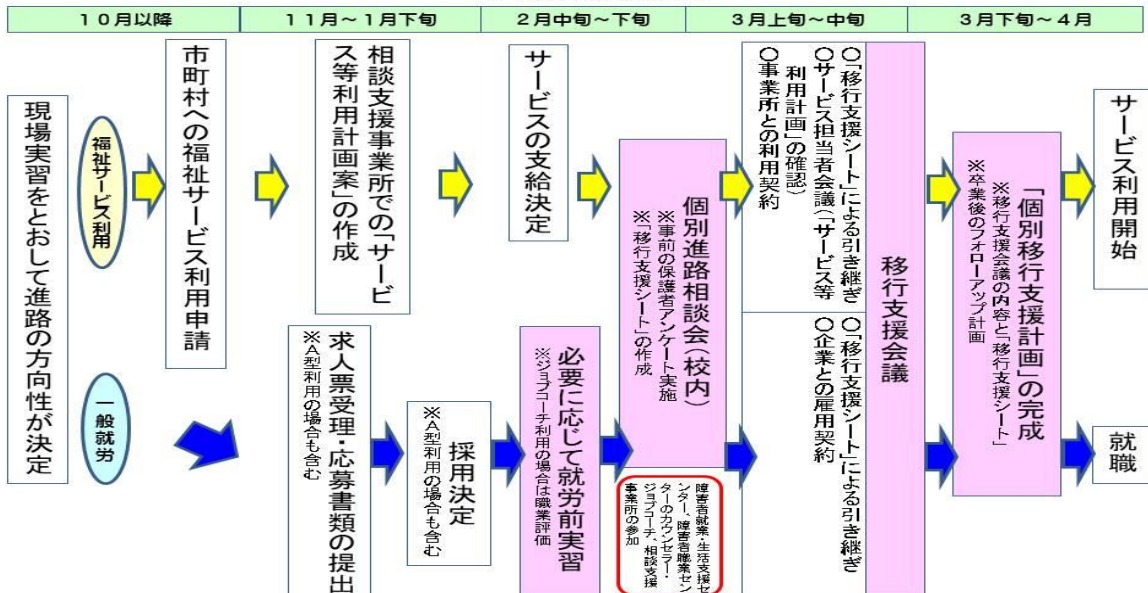 １０月以降
１１月～１月下旬
２月中旬～下旬
３月上旬～中旬
３月下旬～４月
現場実習をとおして進路の方向性が決定
福祉サービス利用
一般就労
市町村への福祉サービス利用申請
相談支援事業所での「サービ
ス等利用計画案」の作成
求人票受理・応募書類の提出
※A型利用の場合も含む
採用決定
※A型利用の場合も含む
サービスの支給決定
必要に応じて就労前実習
※ジョブコーチ利用の場合は職業評価
個別進路相談会（校内）
※事前の保護者アンケート実施
※「移行支援シート」の作成
障害者就業・生活支援セ
ンター、障害者職業セン
ターのカウンセラー・
ジョブコーチ、相談支援
事業所の参加
〇「移行支援シート」による引き継ぎ
〇サービス担当者会議（「サービス等
利用計画」の確認）
〇事業所との利用契約
〇「移行支援シート」による引き継ぎ
〇企業との雇用契約
移行支援会議
「個別移行支援計画」の完成
※移行支援会議の内容と「移行支援シート」
※卒業後のフォローアップ計画
サービス利用開始
就職